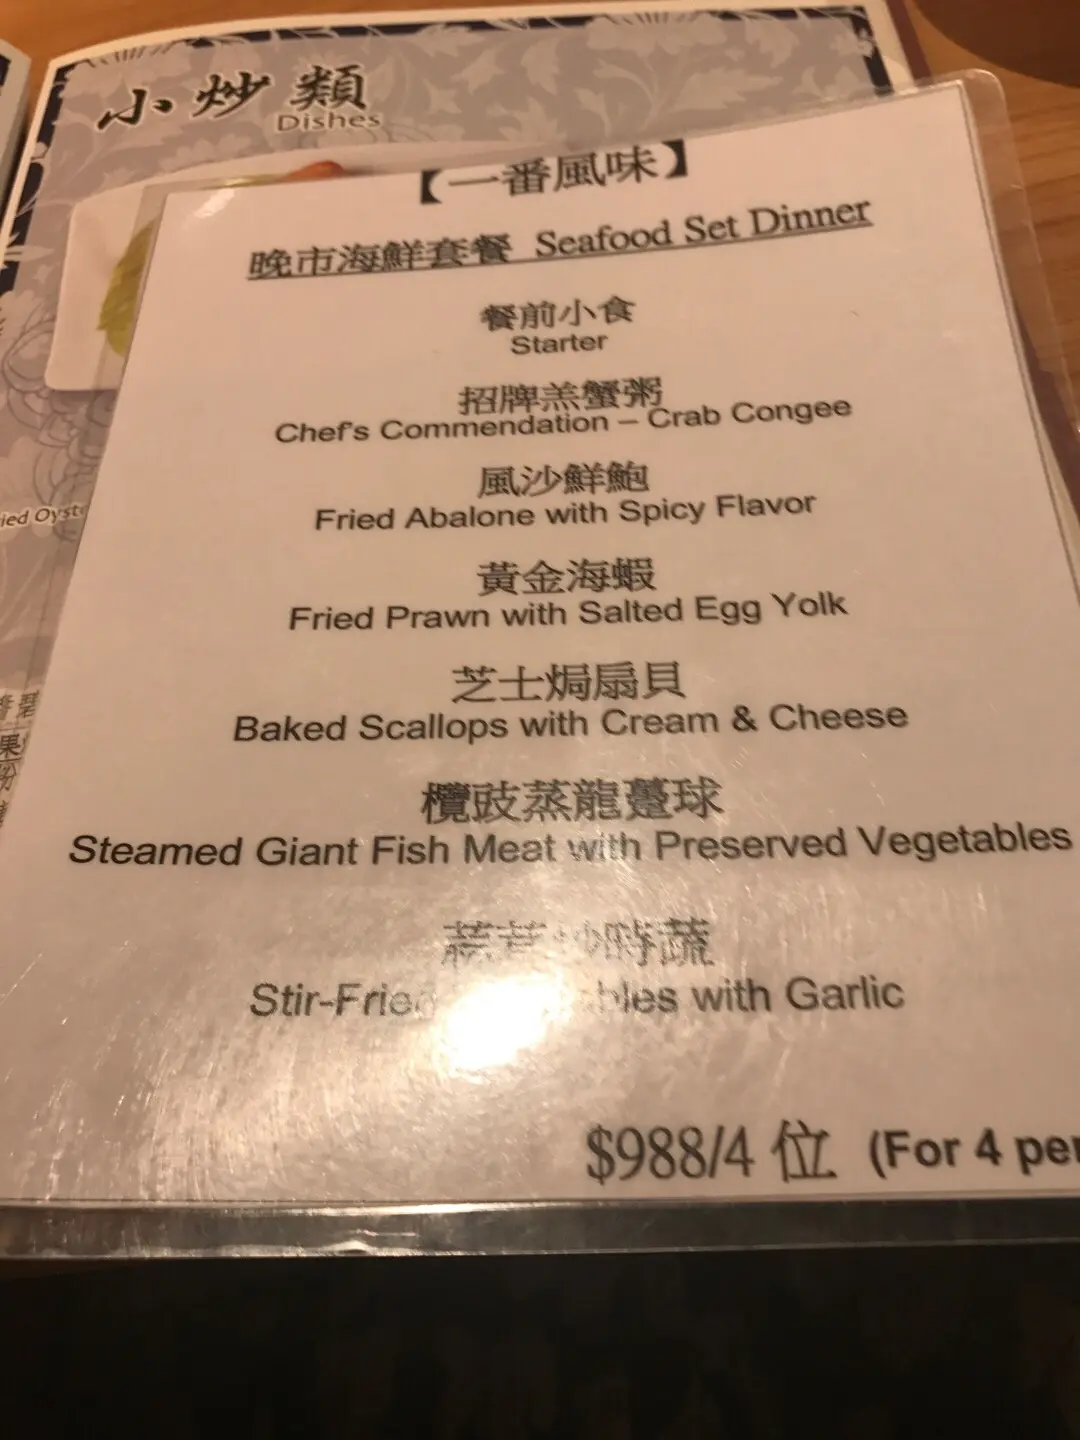 小炒類
Dishes
【一番風味】
晚市海鮮套餐 Seafood Set Dinner
餐前小食
Starter
招牌羔蟹粥
Chef's Commendation – Crab Congee
風沙鮮鮑
Fried Abalone with Spicy Flavor
黃金海蝦
Fried Prawn with Salted Egg Yolk
芝士焗扇貝
Baked Scallops with Cream & Cheese
欖豉蒸龍躉球
Steamed Giant Fish Meat with Preserved Vegetables
炒時蔬
Stir-Fried with Garlic
$988/4 位 (For 4